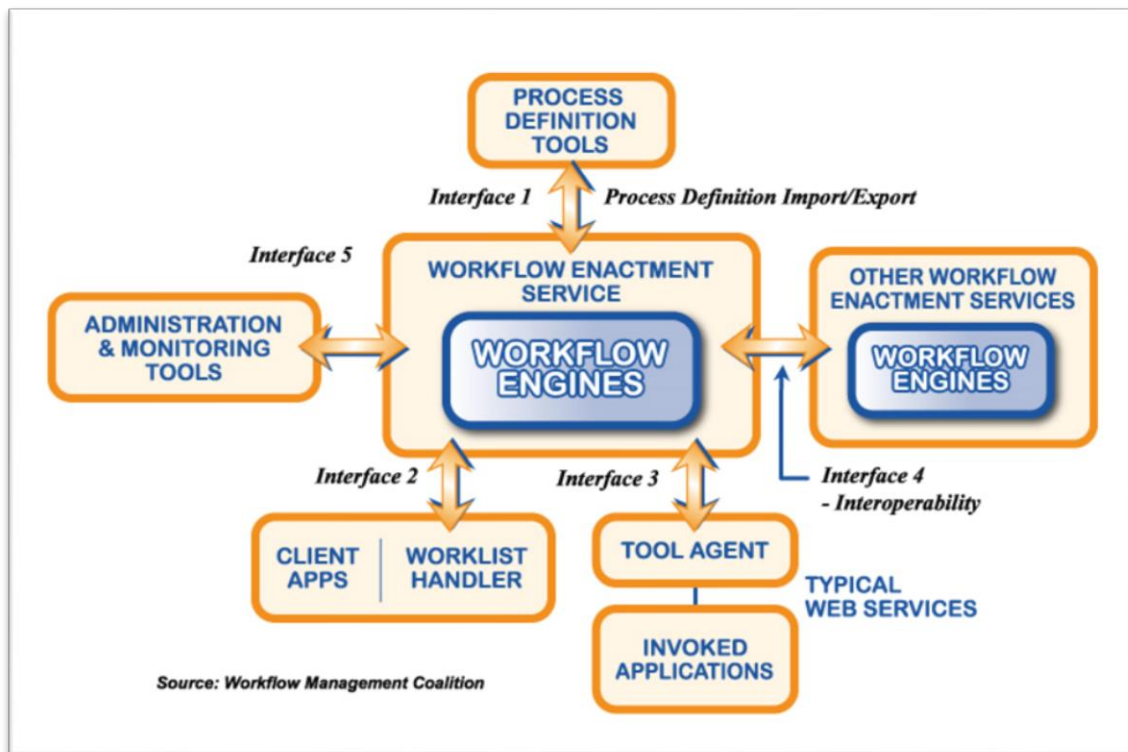 PROCESS
DEFINITION
TOOLS
Interface 1
Process Definition Import/Export
Interface 5
WORKFLOW ENACTMENT
SERVICE
WORKFLOW
ENGINES
OTHER WORKFLOW
ENACTMENT SERVICES
WORKFLOW
ENGINES
ADMINISTRATION
& MONITORING
TOOLS
Interface 2
Interface 3
Interface 4
- Interoperability
CLIENT
APPS
WORKLIST
HANDLER
TOOL AGENT
TYPICAL
WEB SERVICES
INVOKED
APPLICATIONS
Source: Workflow Management Coalition